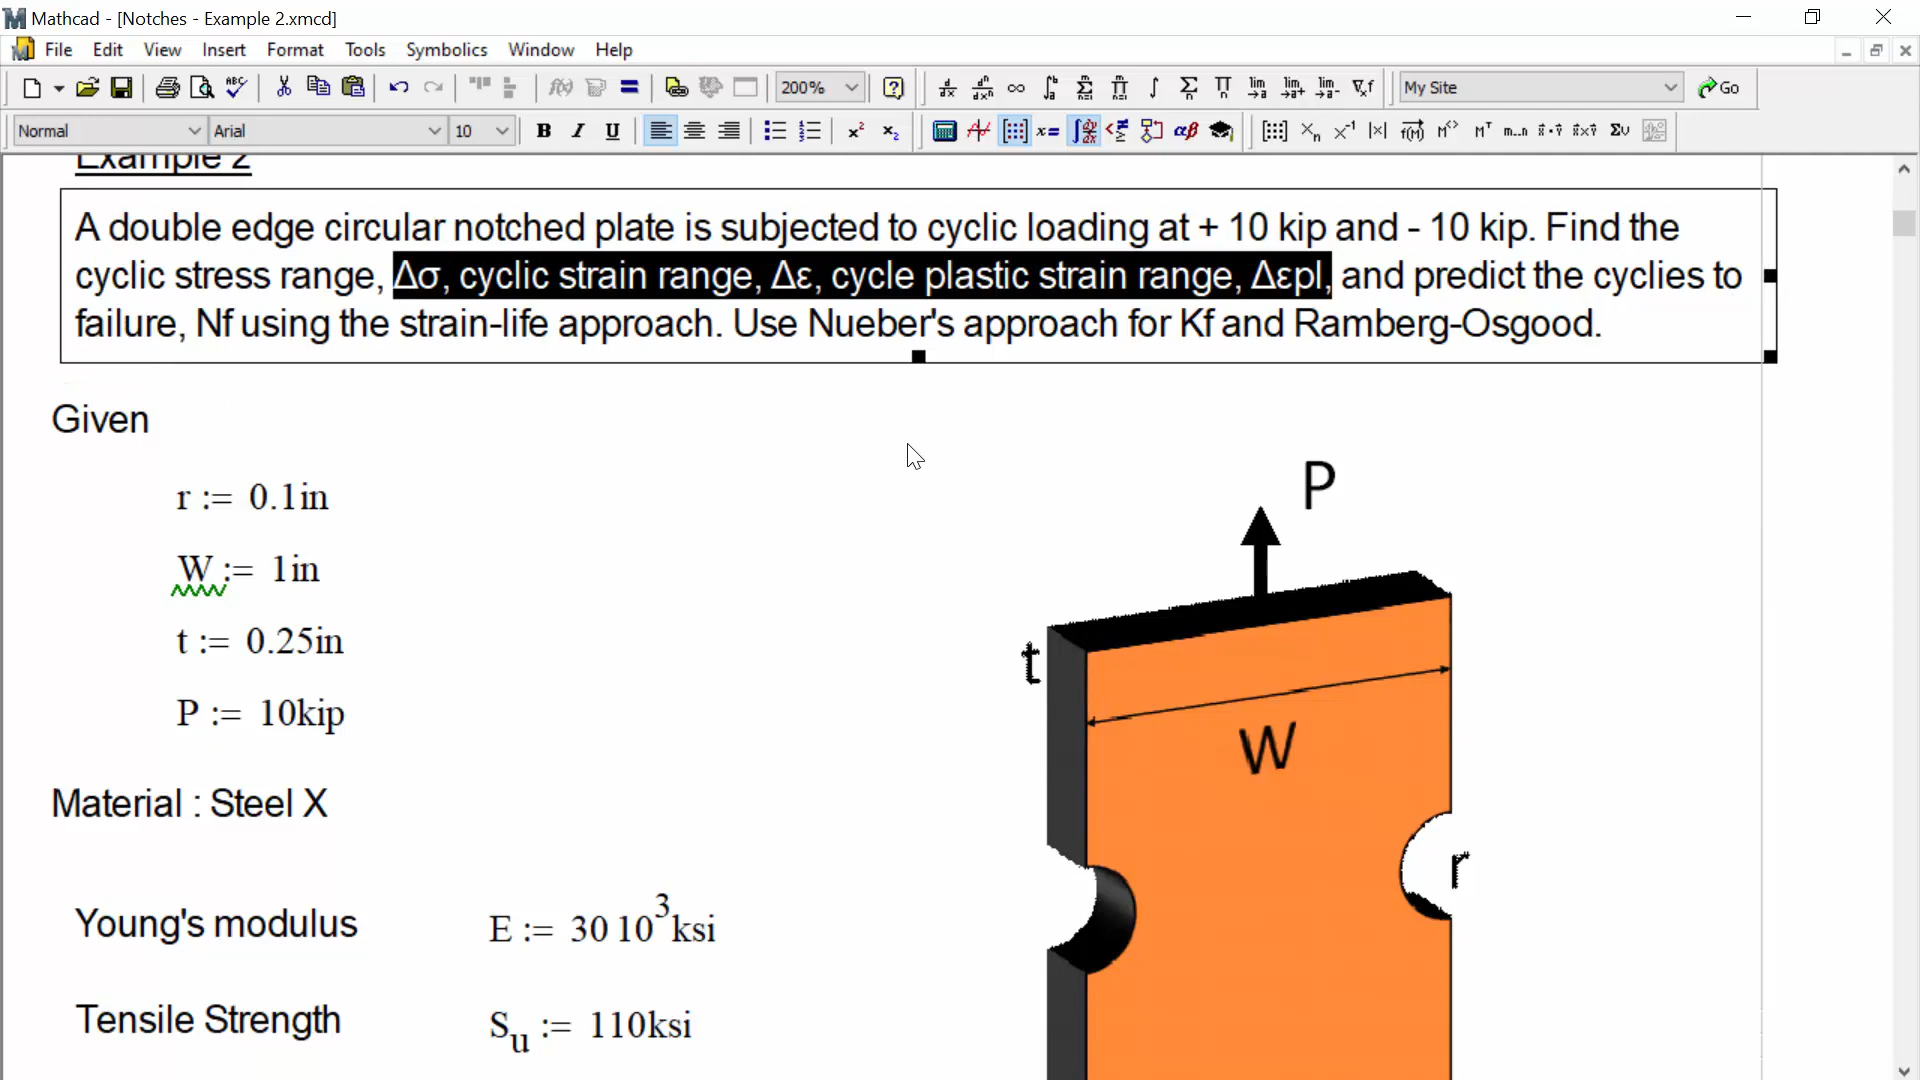 Mathcad - [Notches - Example 2.xmcd]
File Edit View Insert Format Tools Symbolics Window Help
200% My Site Go
Normal Arial 10 B I U
Example 2
A double edge circular notched plate is subjected to cyclic loading at + 10 kip and - 10 kip. Find the
cyclic stress range, Δσ, cyclic strain range, Δε, cycle plastic strain range, Δεpl, and predict the cyclies to
failure, Nf using the strain-life approach. Use Nueber's approach for Kf and Ramberg-Osgood.
Given
r := 0.1in
W := 1in
t := 0.25in
P := 10kip
Material : Steel X
Young's modulus E := 30 10³ksi
Tensile Strength S_u := 110ksi
P
t
W
r